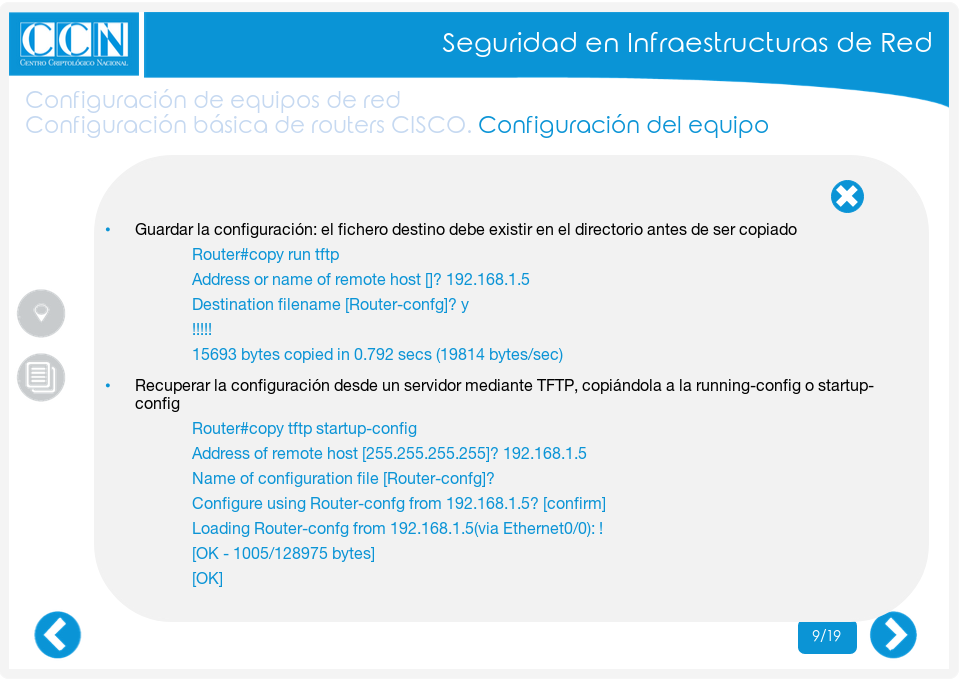 CCN
CENTRO CRIPTOLÓGICO NACIONAL
Seguridad en Infraestructuras de Red
Configuración de equipos de red
Configuración básica de routers CISCO. Configuración del equipo
• Guardar la configuración: el fichero destino debe existir en el directorio antes de ser copiado
Router#copy run tftp
Address or name of remote host []? 192.168.1.5
Destination filename [Router-confg]? y
!!!!!
15693 bytes copied in 0.792 secs (19814 bytes/sec)
• Recuperar la configuración desde un servidor mediante TFTP, copiándola a la running-config o startup-
config
Router#copy tftp startup-config
Address of remote host [255.255.255.255]? 192.168.1.5
Name of configuration file [Router-confg]?
Configure using Router-confg from 192.168.1.5? [confirm]
Loading Router-confg from 192.168.1.5(via Ethernet0/0): !
[OK - 1005/128975 bytes]
[OK]
9/19